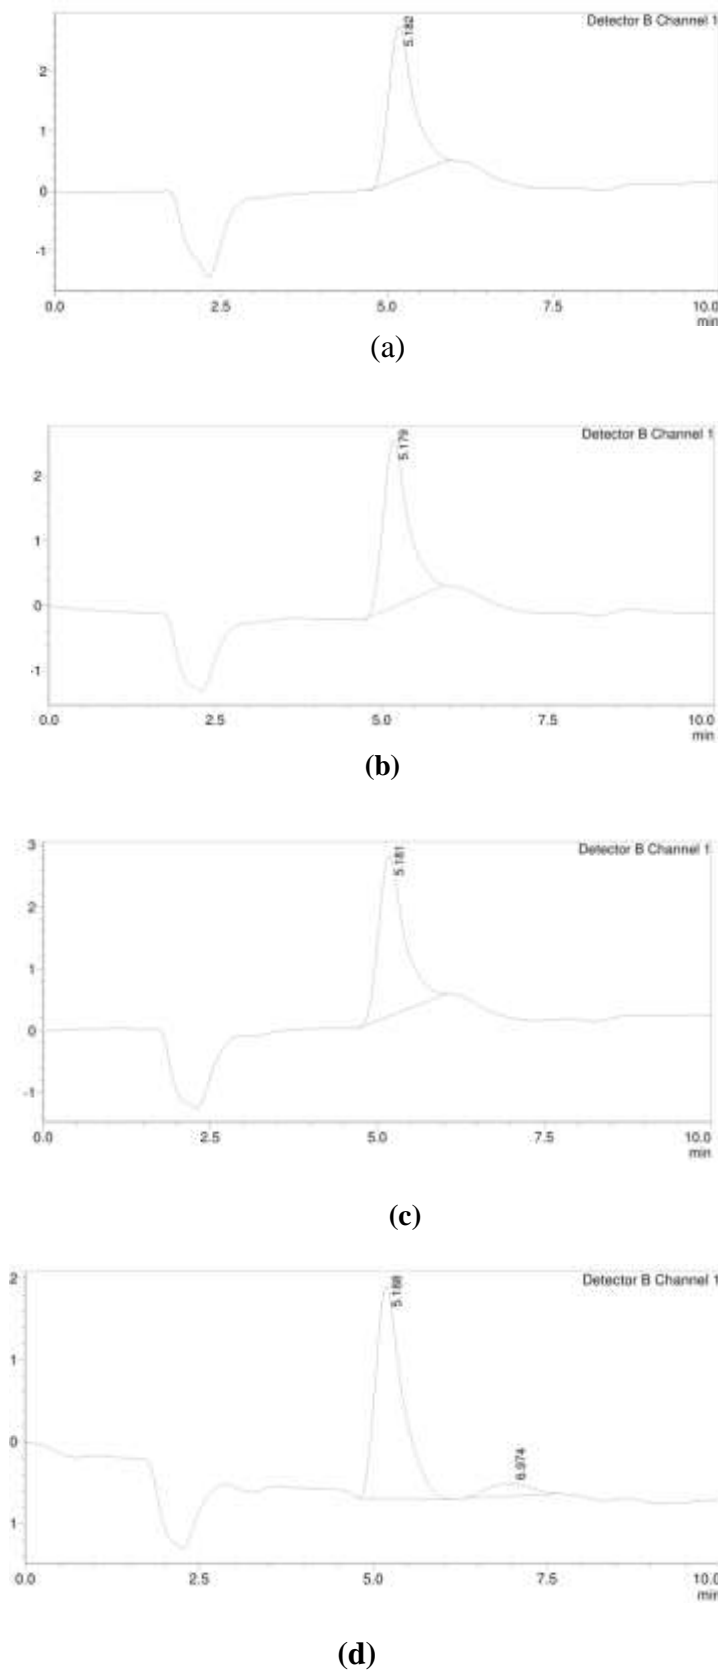 Detector B Channel 1
5.182
2
1
0
-1
0.0 2.5 5.0 7.5 10.0
min
(a)
Detector B Channel 1
5.179
2
1
0
-1
0.0 2.5 5.0 7.5 10.0
min
(b)
3
Detector B Channel 1
5.181
2
1
0
-1
0.0 2.5 5.0 7.5 10.0
min
(c)
2
Detector B Channel 1
5.188
1
0
6.974
1
0.0 2.5 5.0 7.5 10.0
min
(d)